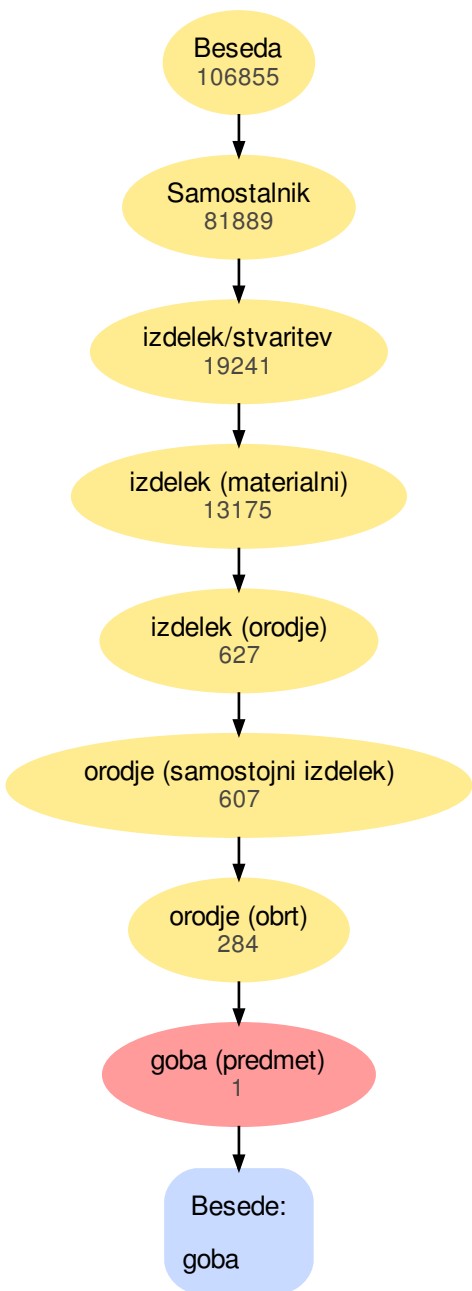 Beseda
106855
Samostalnik
81889
izdelek/stvaritev
19241
izdelek (materialni)
13175
izdelek (orodje)
627
orodje (samostojni izdelek)
607
orodje (obrt)
284
goba (predmet)
1
Besede:
goba